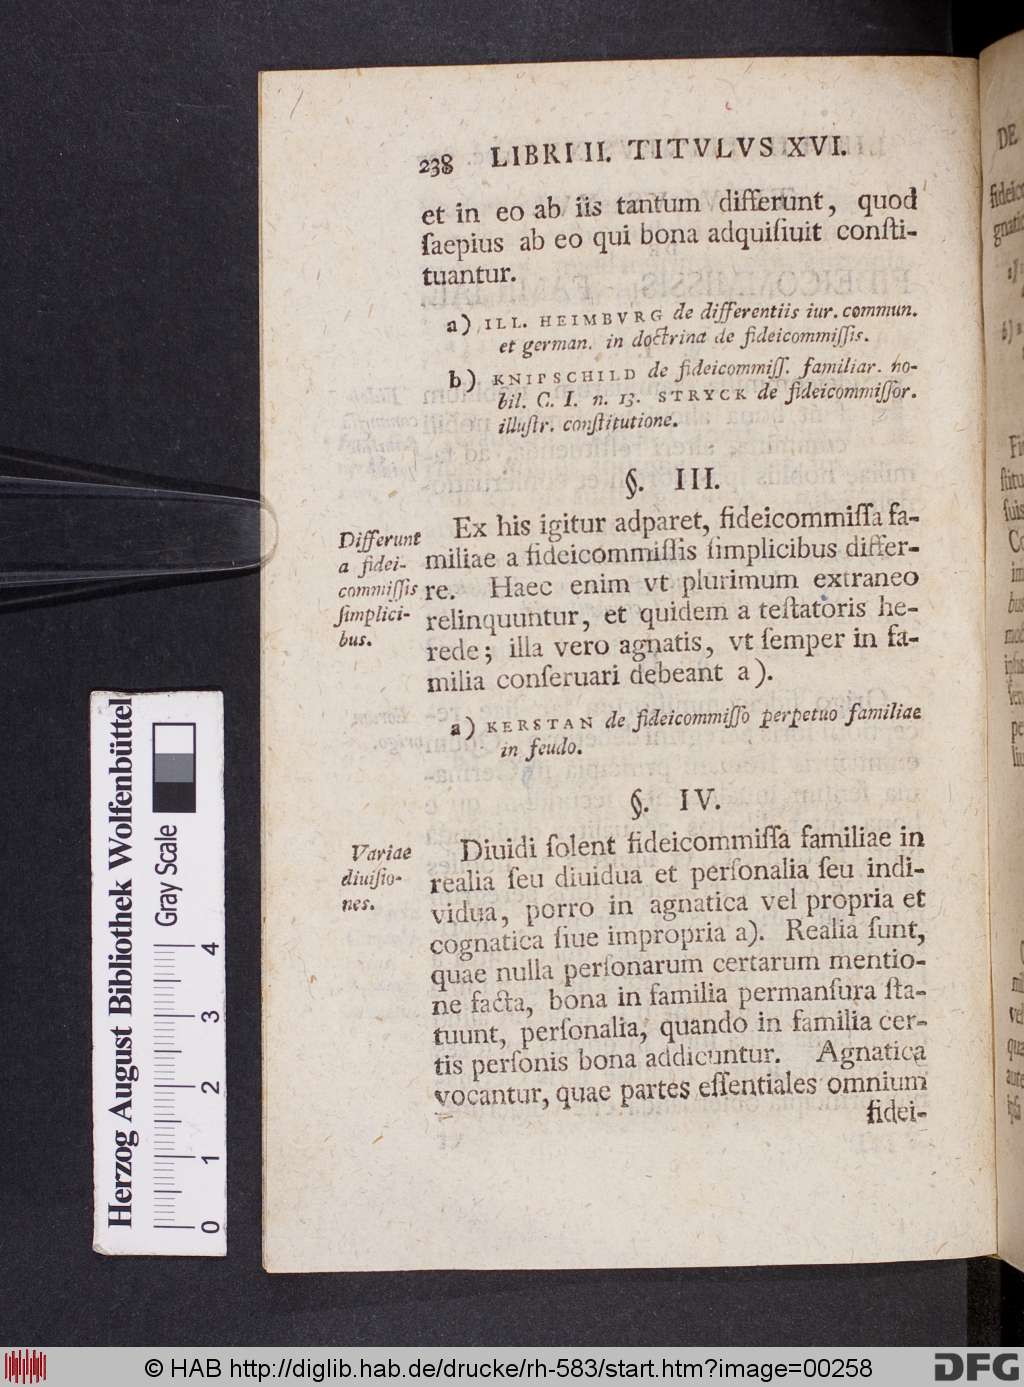 238 LIBRI II. TITVLVS XVI.
et in eo ab iis tantum differunt, quod
ſaepius ab eo qui bona adquiſiuit conſti-
tuantur.
a) ILL. HEIMBVRG de differentiis iur. commun.
et german. in doctrina de fideicommiſſis.
b) KNIPSCHILD de fideicommiſſ. familiar. no-
bil. C. I. n. 13. STRYCK de fideicommiſſor.
illuſtr. conſtitutione.
§. III.
Differunt
a fidei-
commiſſis
ſimplici-
bus.
Ex his igitur adparet, fideicommiſſa fa-
miliae a fideicommiſſis ſimplicibus differ-
re. Haec enim vt plurimum extraneo
relinquuntur, et quidem a teſtatoris he-
rede; illa vero agnatis, vt ſemper in fa-
milia conſeruari debeant a).
a) KERSTAN de fideicommiſſo perpetuo familiae
in feudo.
§. IV.
Variae
diuiſio-
nes.
Diuidi ſolent fideicommiſſa familiae in
realia ſeu diuidua et perſonalia ſeu indi-
vidua, porro in agnatica vel propria et
cognatica ſiue impropria a). Realia ſunt,
quae nulla perſonarum certarum mentio-
ne facta, bona in familia permanſura ſta-
tuunt, perſonalia, quando in familia cer-
tis perſonis bona addicuntur. Agnatica
vocantur, quae partes eſſentiales omnium
fidei-
Herzog August Bibliothek Wolfenbüttel
Gray Scale
0 1 2 3 4
© HAB http://diglib.hab.de/drucke/rh-583/start.htm?image=00258
DFG